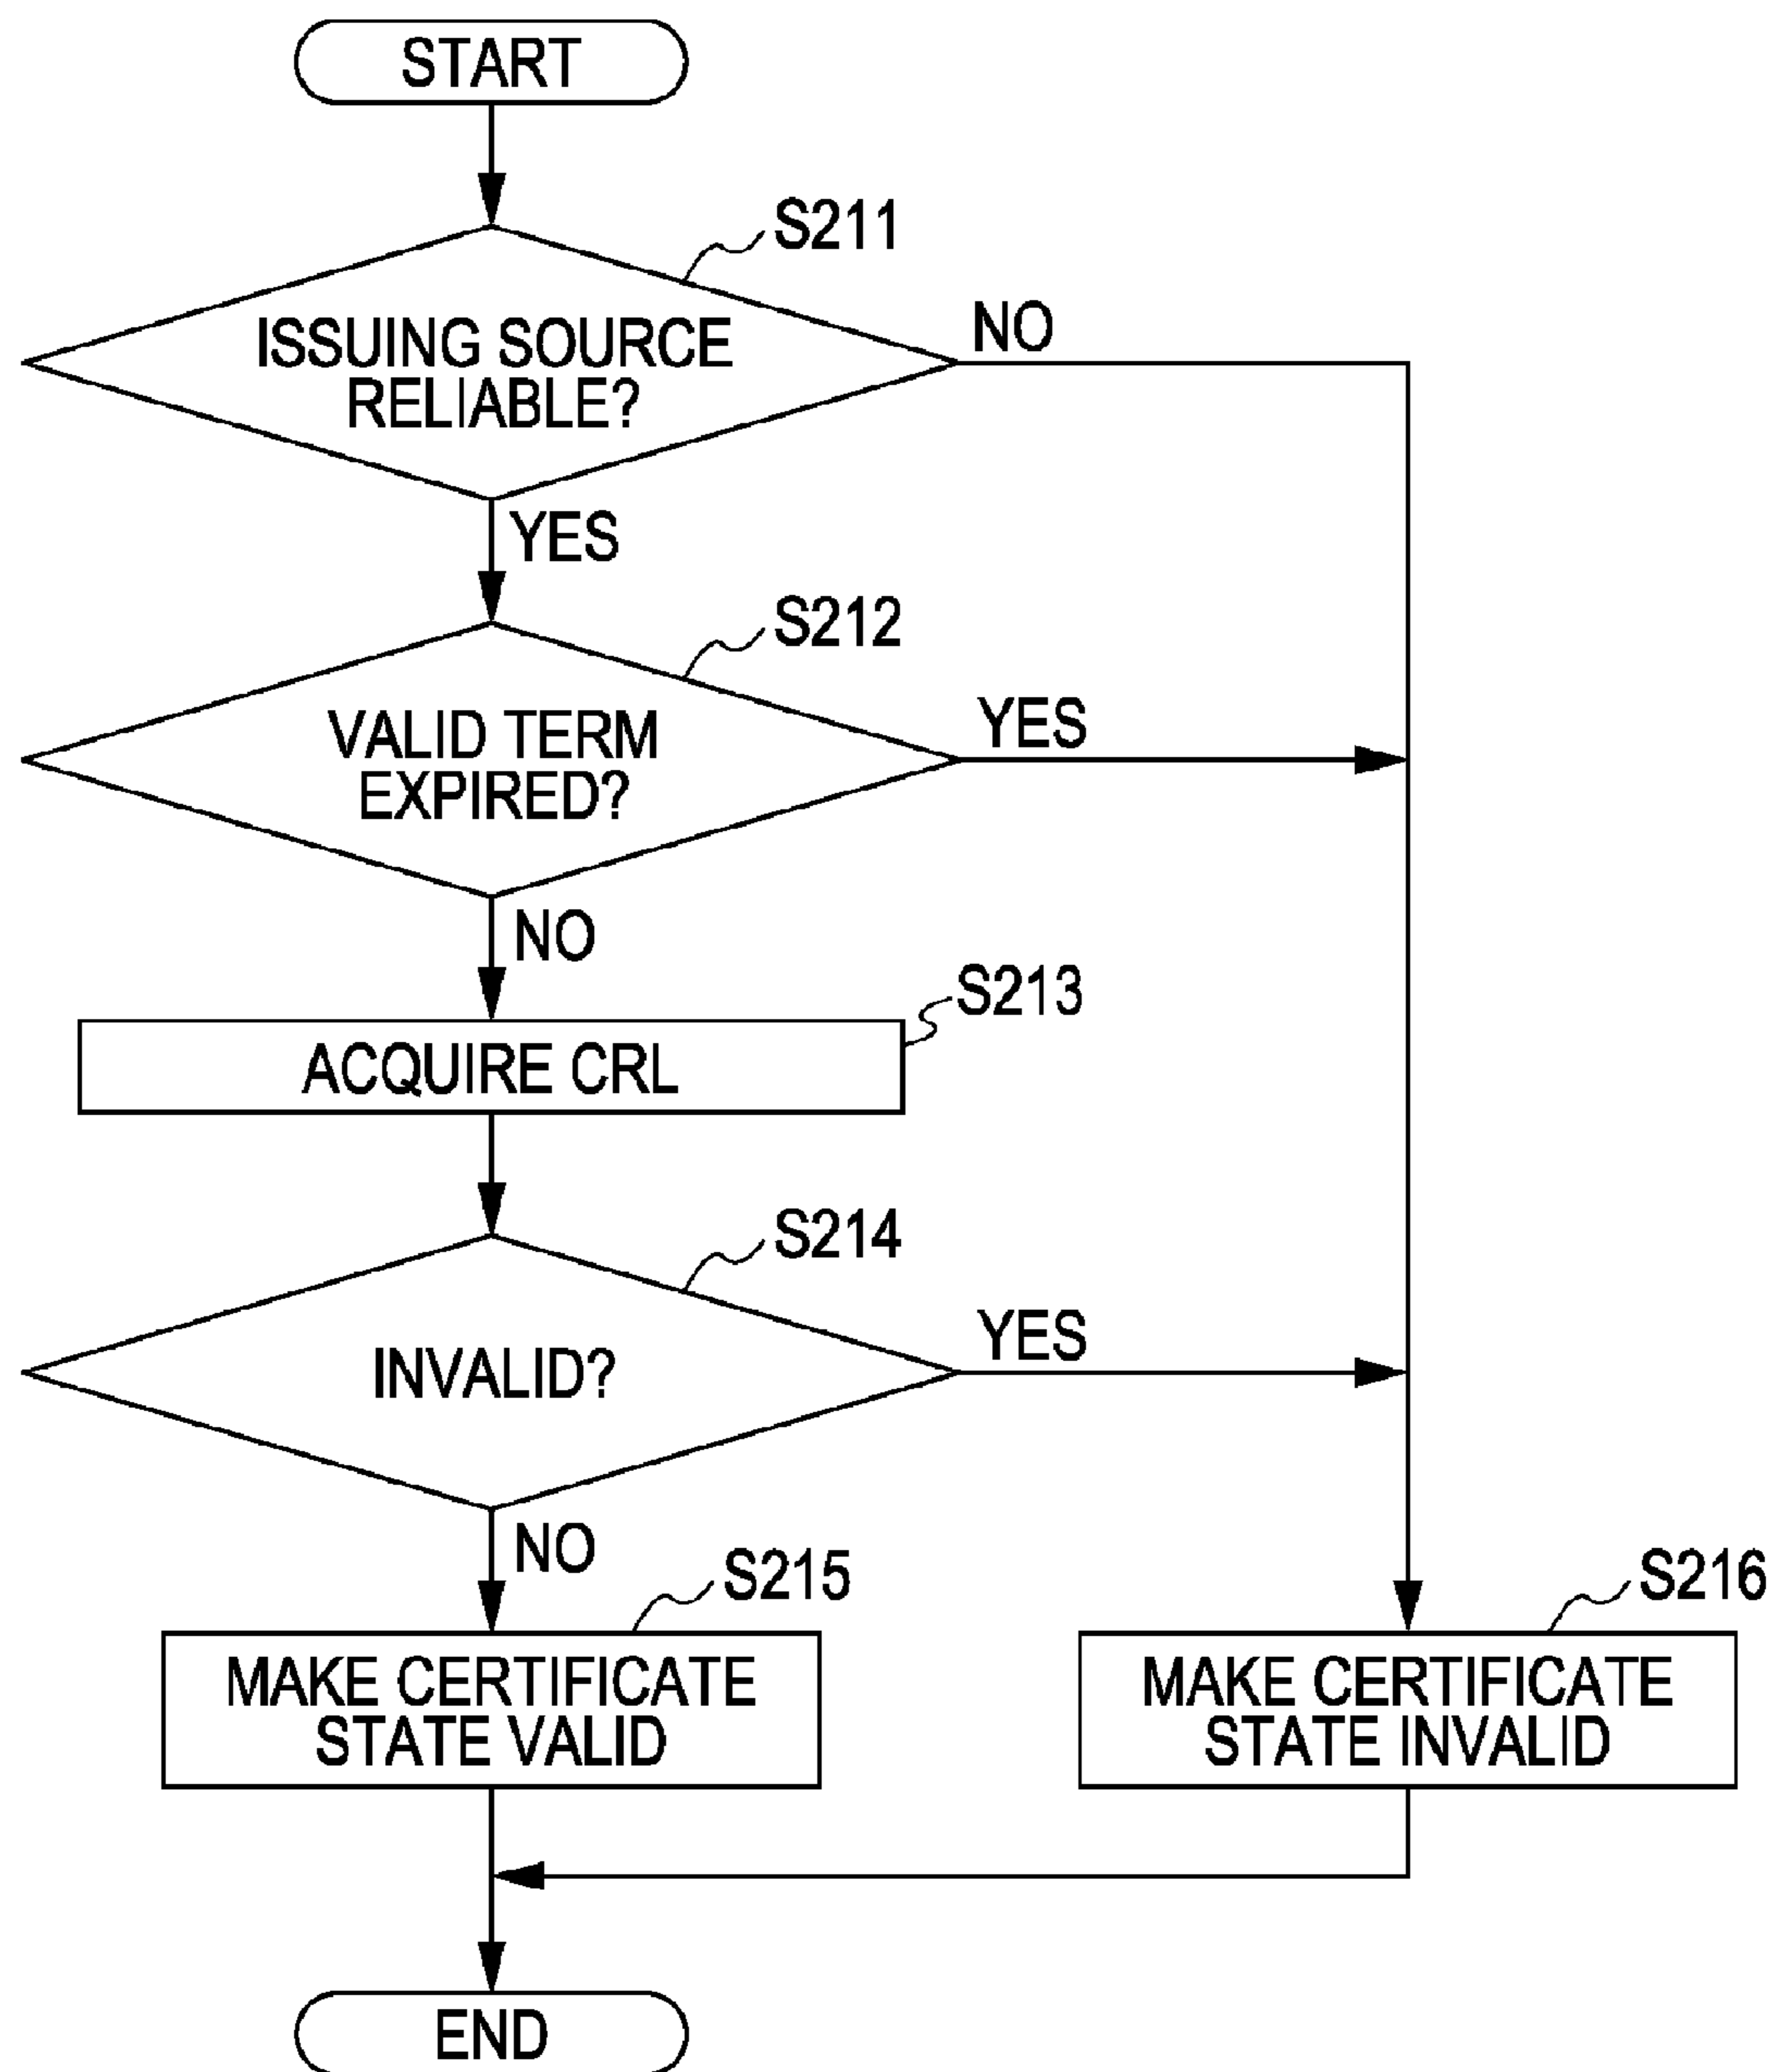 START
S211
ISSUING SOURCE
RELIABLE?
NO
YES
S212
VALID TERM
EXPIRED?
YES
NO
S213
ACQUIRE CRL
S214
INVALID?
YES
NO
S215
MAKE CERTIFICATE
STATE VALID
S216
MAKE CERTIFICATE
STATE INVALID
END